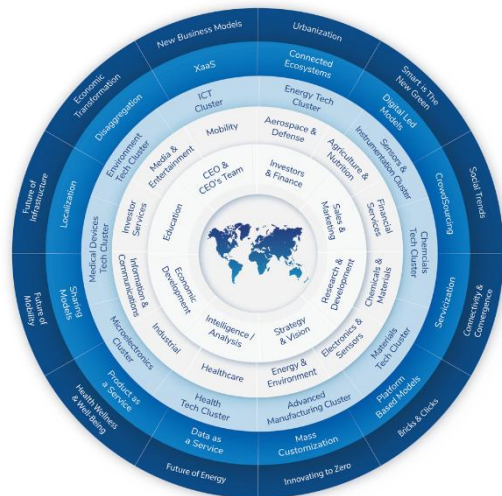 New Business Models
Urbanization
Smart is The
New Green
Social Trends
Connectivity &
Convergence
Bricks & Clicks
Innovating to Zero
Future of Energy
Health Wellness
& Well-Being
Future of
Mobility
Future of
Infrastructure
Economic
Transformation
XaaS
Connected
Ecosystems
Digital Led
Models
CrowdSourcing
Servicization
Platform
Based Models
Mass
Customization
Data as
a Service
Product as
a Service
Sharing
Models
Localization
Disaggregation
ICT
Cluster
Energy Tech
Cluster
Sensors &
Instrumentation Cluster
Chemcials
Tech Cluster
Materials
Tech Cluster
Advanced
Manufacturing Cluster
Health
Tech Cluster
Microelectronics
Cluster
Medical Devices
Tech Cluster
Environment
Tech Cluster
Mobility
Aerospace &
Defense
Agriculture &
Nutrition
Financial
Services
Chemicals &
Materials
Electronics &
Sensors
Energy &
Environment
Healthcare
Industrial
Information &
Communications
Investor
Services
Media &
Entertainment
CEO &
CEO's Team
Investors
& Finance
Sales &
Marketing
Research &
Development
Strategy
& Vision
Intelligence /
Analysis
Economic
Development
Education